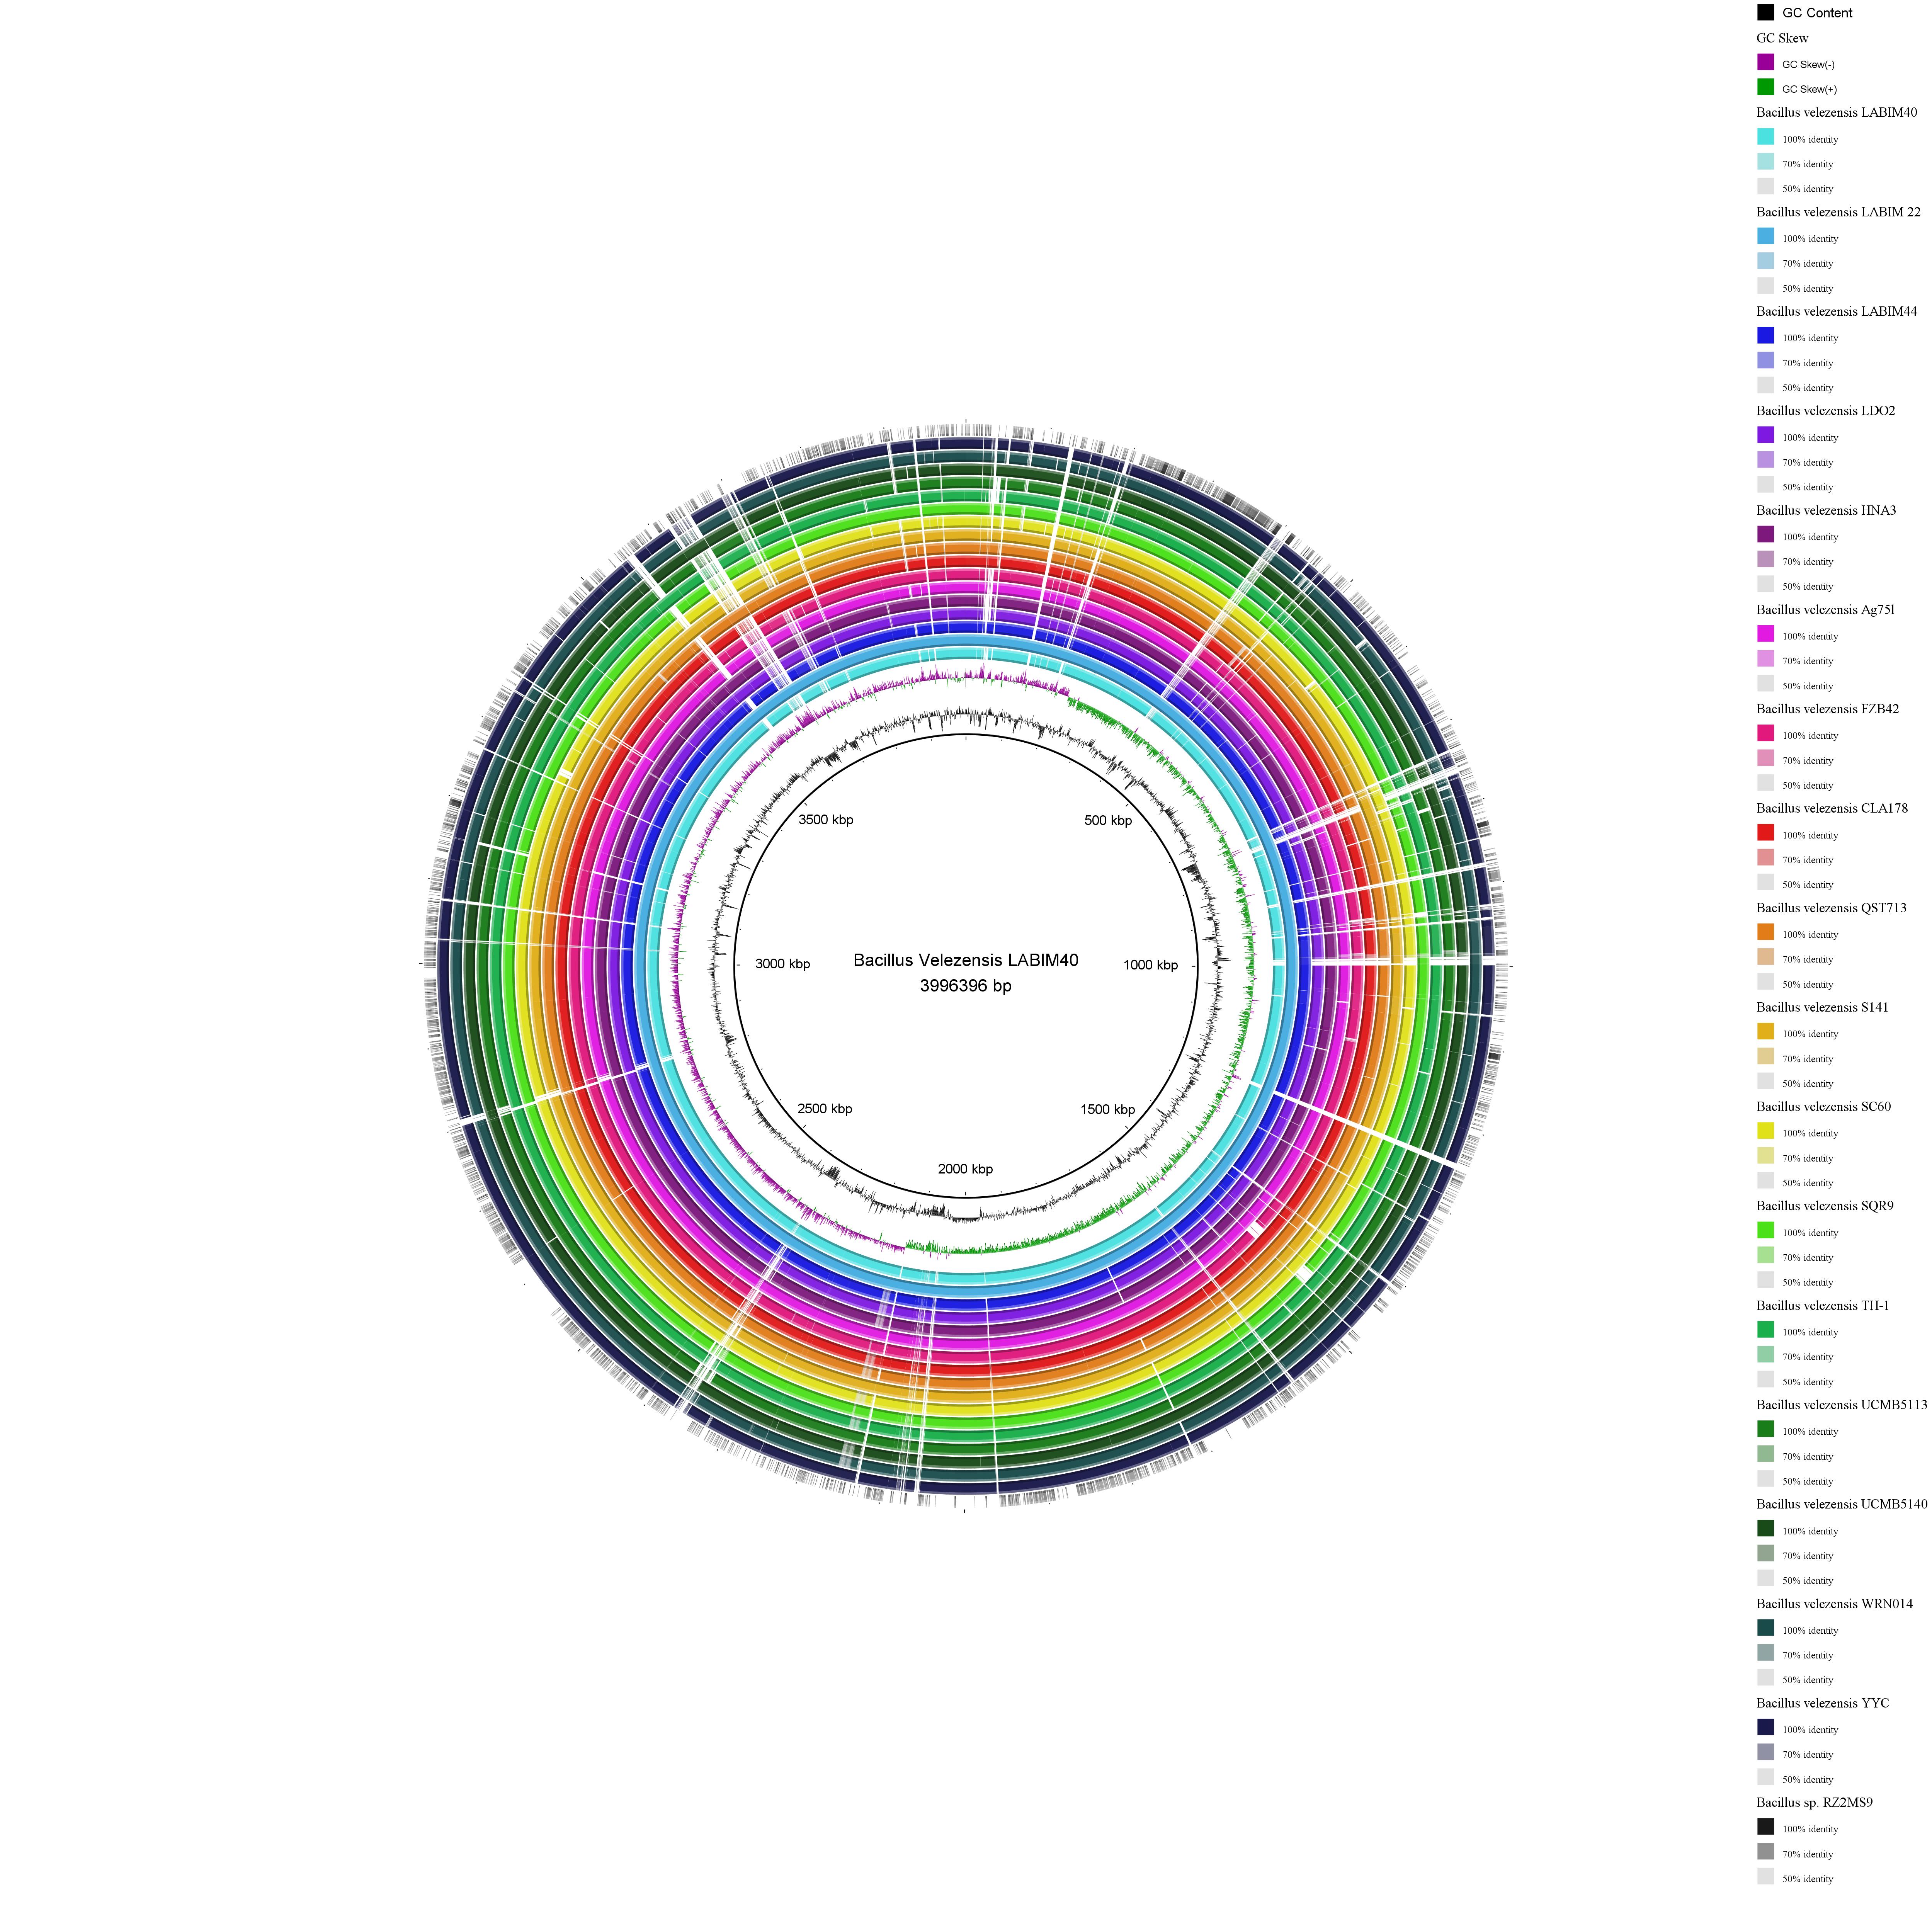 GC Content
GC Skew
GC Skew(-)
GC Skew(+)
Bacillus velezensis LABIM40
100% identity
70% identity
50% identity
Bacillus velezensis LABIM 22
100% identity
70% identity
50% identity
Bacillus velezensis LABIM44
100% identity
70% identity
50% identity
Bacillus velezensis LDO2
100% identity
70% identity
50% identity
Bacillus velezensis HNA3
100% identity
70% identity
50% identity
Bacillus velezensis Ag75l
100% identity
70% identity
50% identity
Bacillus velezensis FZB42
100% identity
70% identity
50% identity
Bacillus velezensis CLA178
100% identity
70% identity
50% identity
Bacillus velezensis QST713
100% identity
70% identity
50% identity
Bacillus velezensis S141
100% identity
70% identity
50% identity
Bacillus velezensis SC60
100% identity
70% identity
50% identity
Bacillus velezensis SQR9
100% identity
70% identity
50% identity
Bacillus velezensis TH-1
100% identity
70% identity
50% identity
Bacillus velezensis UCMB5113
100% identity
70% identity
50% identity
Bacillus velezensis UCMB5140
100% identity
70% identity
50% identity
Bacillus velezensis WRN014
100% identity
70% identity
50% identity
Bacillus velezensis YYC
100% identity
70% identity
50% identity
Bacillus sp. RZ2MS9
100% identity
70% identity
50% identity
500 kbp
1000 kbp
1500 kbp
2000 kbp
2500 kbp
3000 kbp
3500 kbp
Bacillus Velezensis LABIM40
3996396 bp